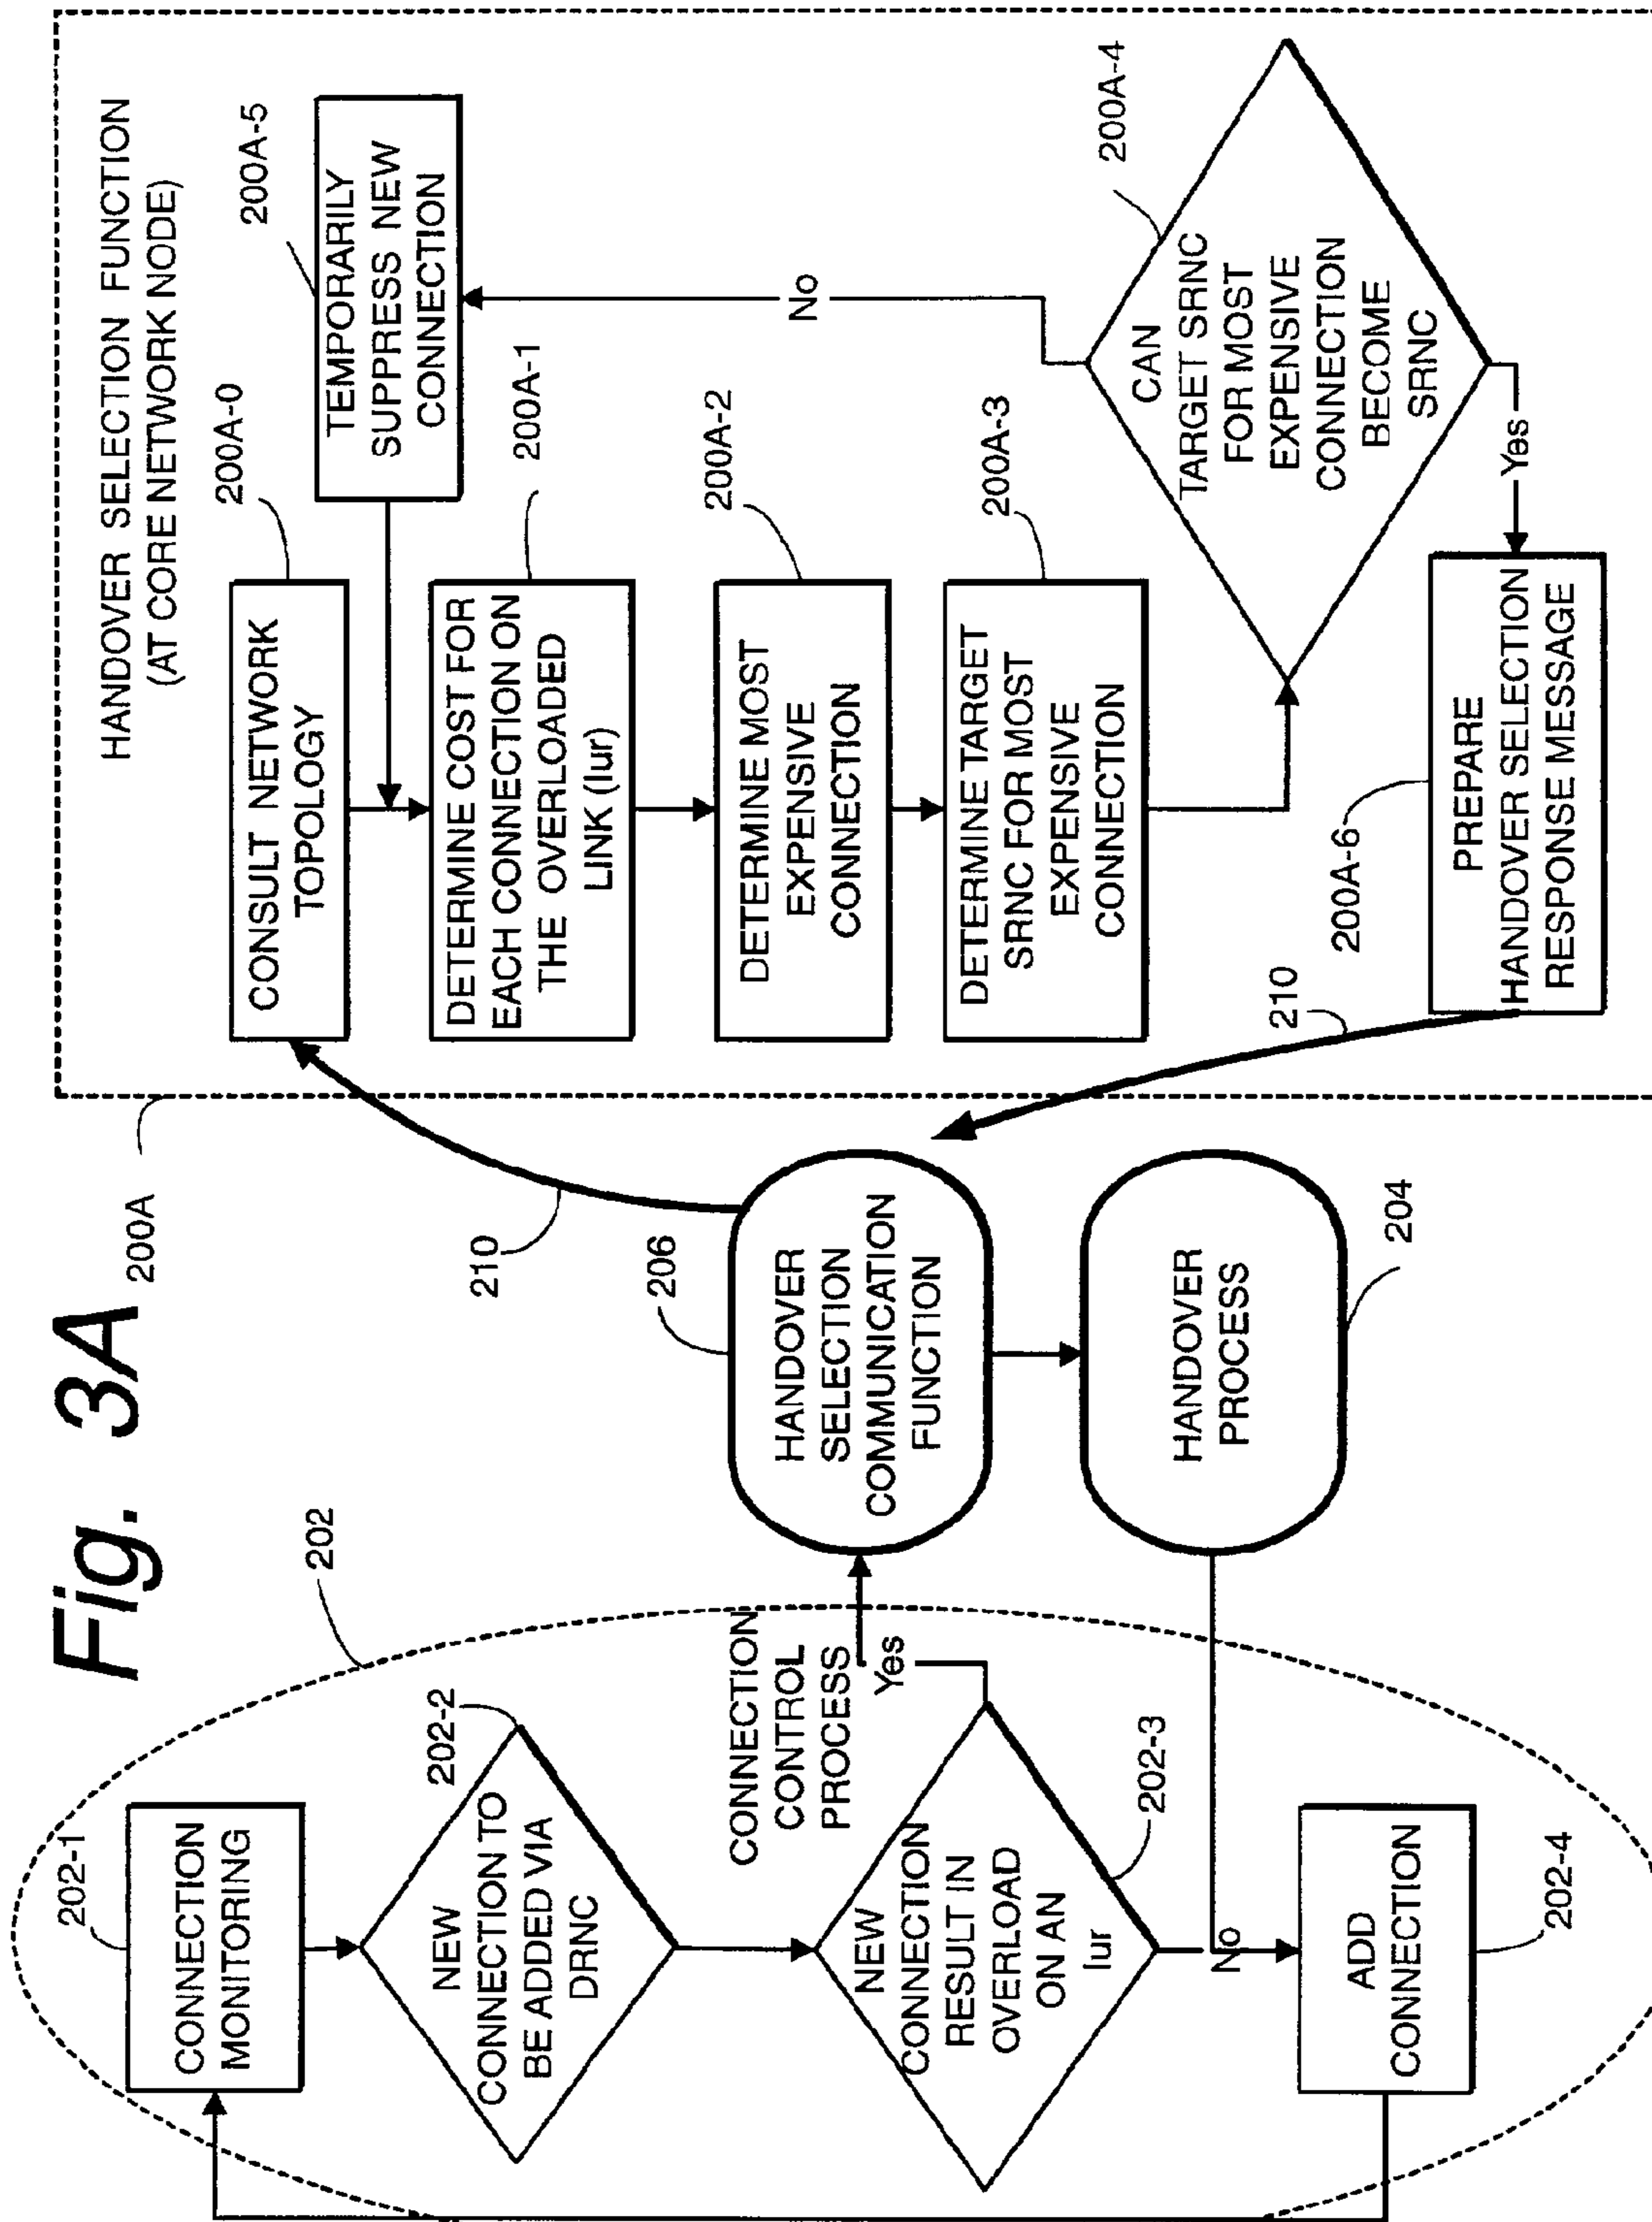 Fig. 3A
202
202-1
CONNECTION
MONITORING
202-2
NEW
CONNECTION TO
BE ADDED VIA
DRNC
CONNECTION
CONTROL
PROCESS
NEW
CONNECTION
RESULT IN
OVERLOAD
ON AN
Iur
Yes
202-3
No
ADD
CONNECTION
202-4
206
HANDOVER
SELECTION
COMMUNICATION
FUNCTION
HANDOVER
PROCESS
204
210
200A
HANDOVER SELECTION FUNCTION
(AT CORE NETWORK NODE)
200A-0
CONSULT NETWORK
TOPOLOGY
200A-5
TEMPORARILY
SUPPRESS NEW
CONNECTION
200A-1
DETERMINE COST FOR
EACH CONNECTION ON
THE OVERLOADED
LINK (Iur)
200A-2
DETERMINE MOST
EXPENSIVE
CONNECTION
200A-3
DETERMINE TARGET
SRNC FOR MOST
EXPENSIVE
CONNECTION
No
200A-4
CAN
TARGET SRNC
FOR MOST
EXPENSIVE
CONNECTION
BECOME
SRNC
Yes
200A-6
PREPARE
HANDOVER SELECTION
RESPONSE MESSAGE
210